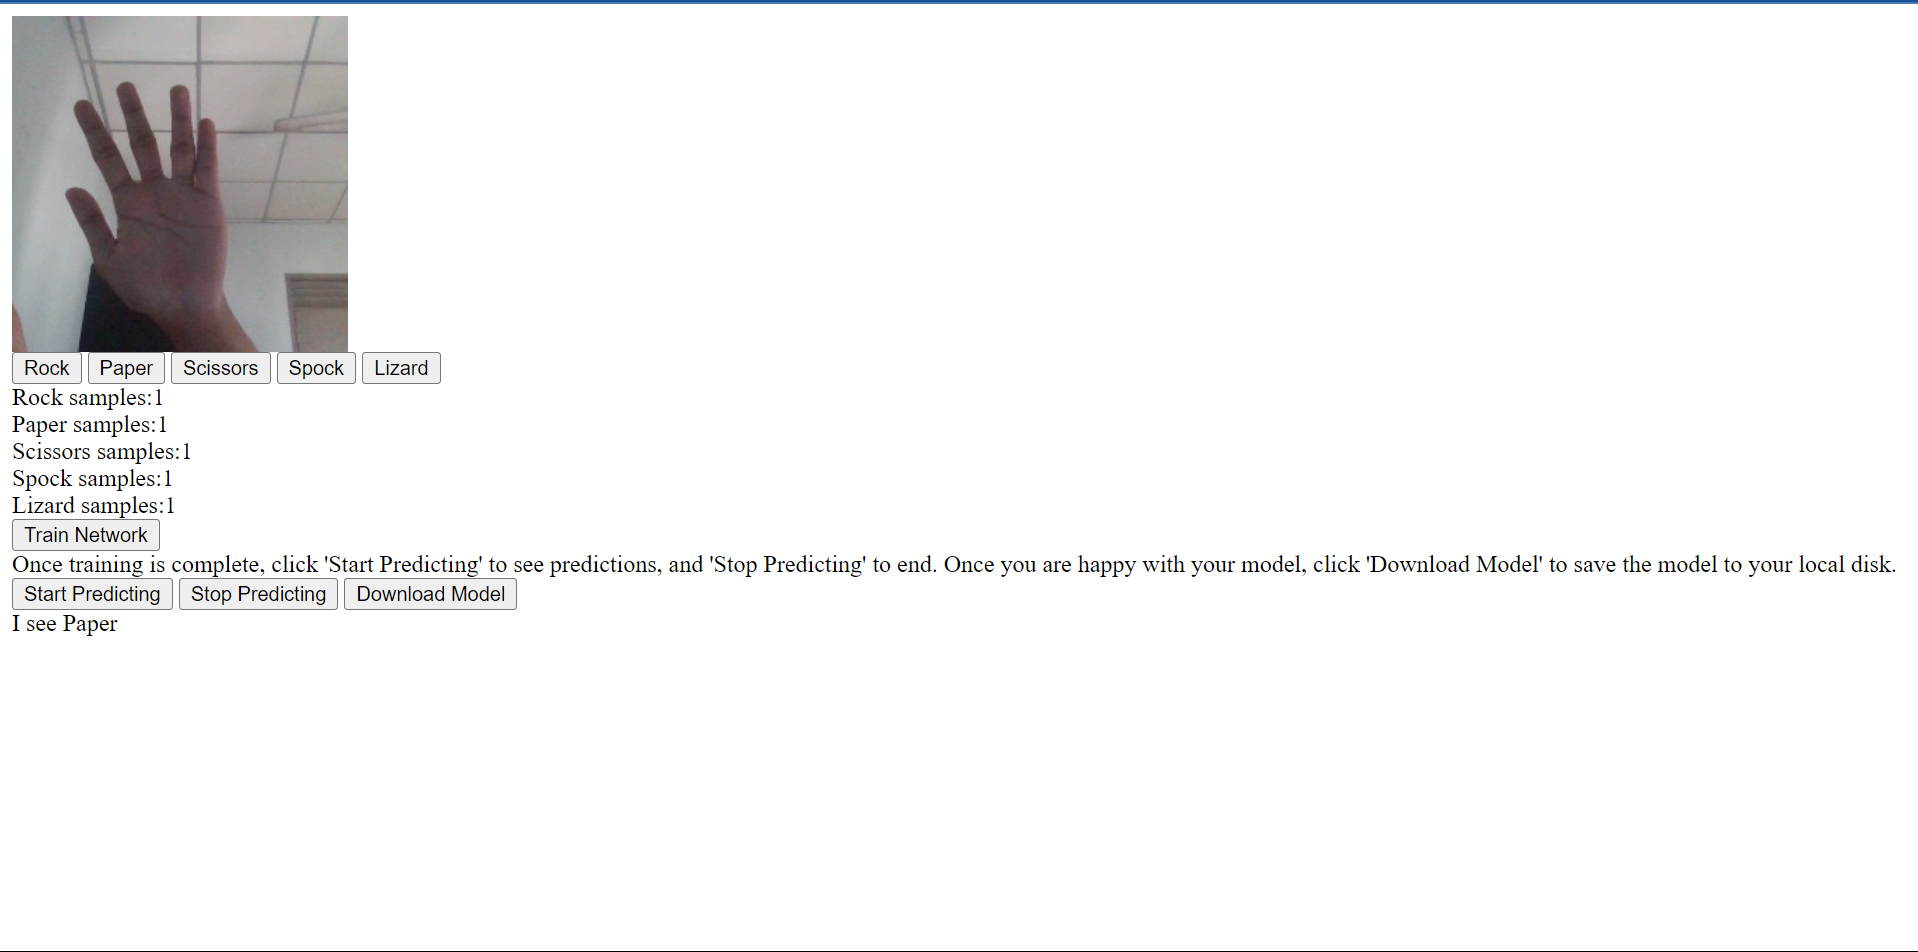 Rock Paper Scissors Spock Lizard
Rock samples:1
Paper samples:1
Scissors samples:1
Spock samples:1
Lizard samples:1
Train Network
Once training is complete, click 'Start Predicting' to see predictions, and 'Stop Predicting' to end. Once you are happy with your model, click 'Download Model' to save the model to your local disk.
Start Predicting Stop Predicting Download Model
I see Paper